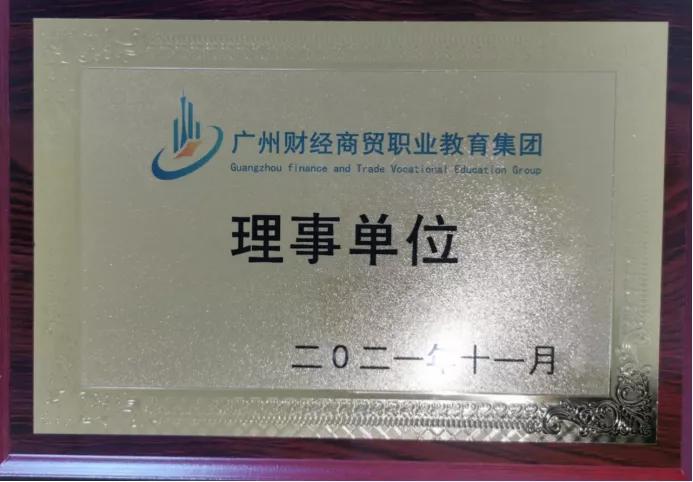 广州财经商贸职业教育集团
Guangzhou finance and Trade Vocational Education Group
理事单位
二0二一年十一月